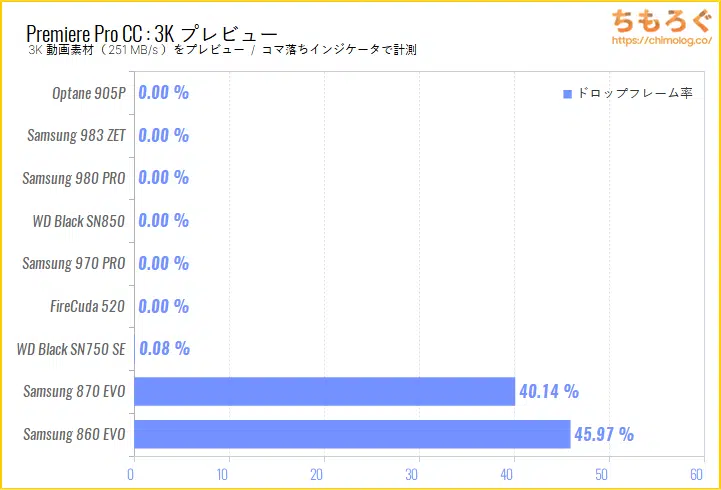 Premiere Pro CC : 3K プレビュー
3K 動画素材（ 251 MB/s ）をプレビュー / コマ落ちインジケータで計測
ちもろぐ
https://chimolog.co/
ドロップフレーム率
Optane 905P 0.00 %
Samsung 983 ZET 0.00 %
Samsung 980 PRO 0.00 %
WD Black SN850 0.00 %
Samsung 970 PRO 0.00 %
FireCuda 520 0.00 %
WD Black SN750 SE 0.08 %
Samsung 870 EVO 40.14 %
Samsung 860 EVO 45.97 %
0 10 20 30 40 50 60